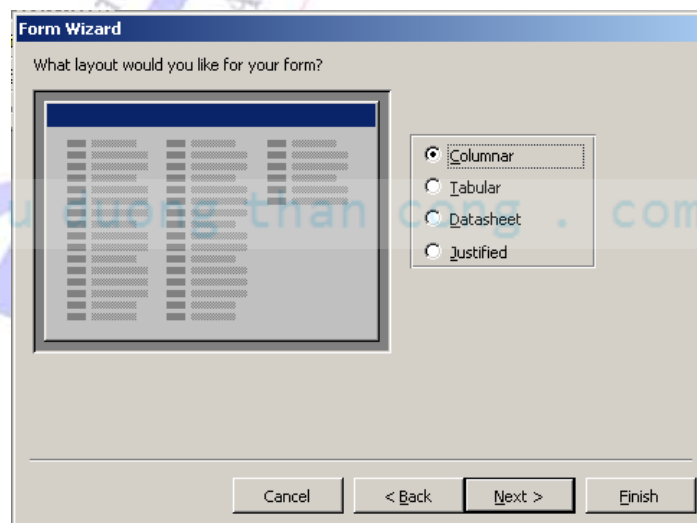 Form Wizard
What layout would you like for your form?
Columnar
Tabular
u duong than cong . com
Datasheet
Justified
Cancel
< Back
Next >
Finish